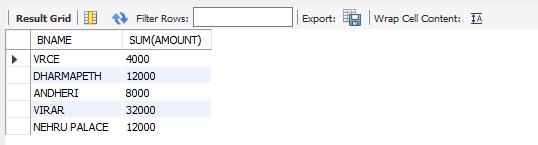 Result Grid Filter Rows: Export: Wrap Cell Content: IA
BNAME SUM(AMOUNT)
VRCE 4000
DHARMAPETH 12000
ANDHERI 8000
VIRAR 32000
NEHRU PALACE 12000